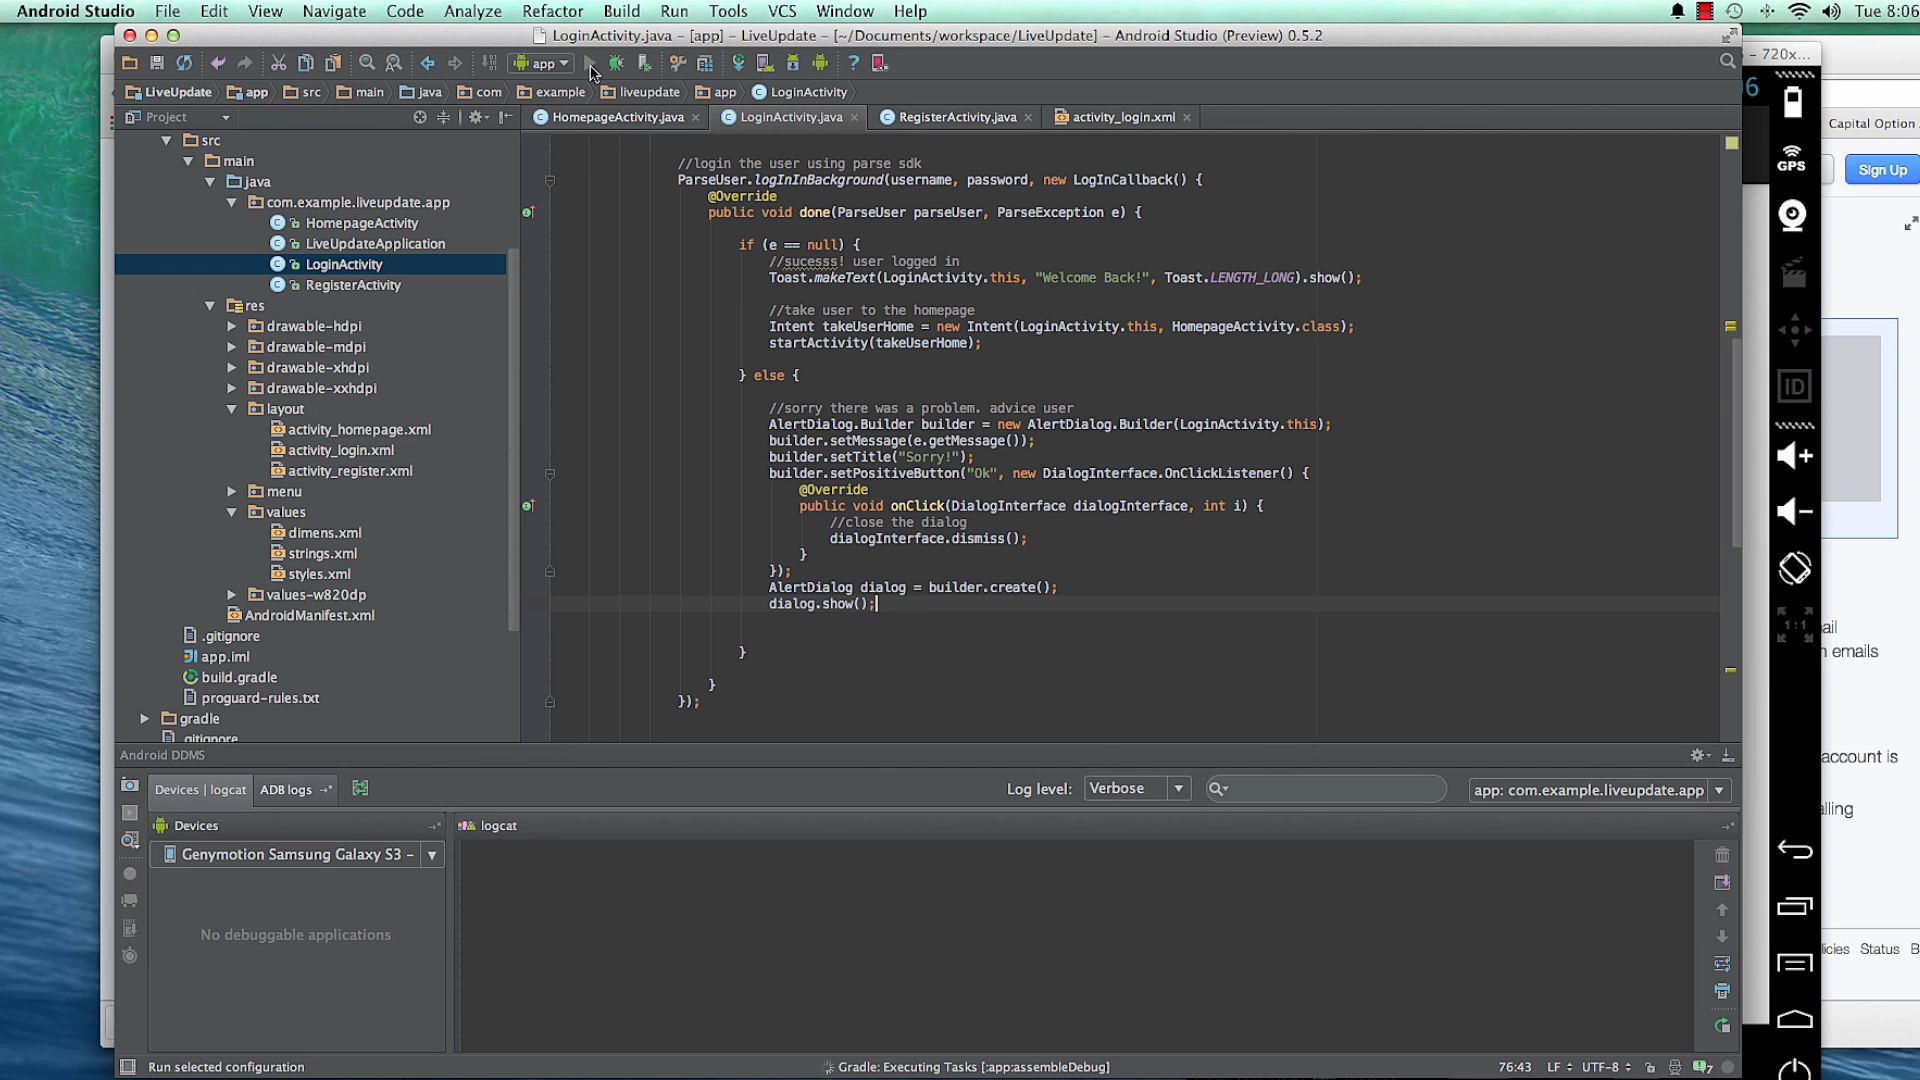 Android Studio File Edit View Navigate Code Analyze Refactor Build Run Tools VCS Window Help Tue 8:06
LoginActivity.java – [app] – LiveUpdate – [~/Documents/workspace/LiveUpdate] – Android Studio (Preview) 0.5.2
– 720x...
app
LiveUpdate app src main java com example liveupdate app LoginActivity
Project
HomepageActivity.java LoginActivity.java RegisterActivity.java activity_login.xml
Capital Option
GPS
Sign Up
src
main
java
com.example.liveupdate.app
HomepageActivity
LiveUpdateApplication
LoginActivity
RegisterActivity
res
drawable-hdpi
drawable-mdpi
drawable-xhdpi
drawable-xxhdpi
layout
activity_homepage.xml
activity_login.xml
activity_register.xml
menu
values
dimens.xml
strings.xml
styles.xml
values-w820dp
AndroidManifest.xml
.gitignore
app.iml
build.gradle
proguard-rules.txt
gradle
.gitignore
//login the user using parse sdk
ParseUser.logInInBackground(username, password, new LogInCallback() {
@Override
public void done(ParseUser parseUser, ParseException e) {
if (e == null) {
//sucesss! user logged in
Toast.makeText(LoginActivity.this, "Welcome Back!", Toast.LENGTH_LONG).show();
//take user to the homepage
Intent takeUserHome = new Intent(LoginActivity.this, HomepageActivity.class);
startActivity(takeUserHome);
} else {
//sorry there was a problem. advice user
AlertDialog.Builder builder = new AlertDialog.Builder(LoginActivity.this);
builder.setMessage(e.getMessage());
builder.setTitle("Sorry!");
builder.setPositiveButton("Ok", new DialogInterface.OnClickListener() {
@Override
public void onClick(DialogInterface dialogInterface, int i) {
//close the dialog
dialogInterface.dismiss();
}
});
AlertDialog dialog = builder.create();
dialog.show();
}
}
});
ID
1:1
emails
account is
Status
Android DDMS
Devices | logcat ADB logs Log level: Verbose app: com.example.liveupdate.app
Devices logcat
Genymotion Samsung Galaxy S3 –
No debuggable applications
Run selected configuration Gradle: Executing Tasks [:app:assembleDebug] 76:43 LF UTF-8 7